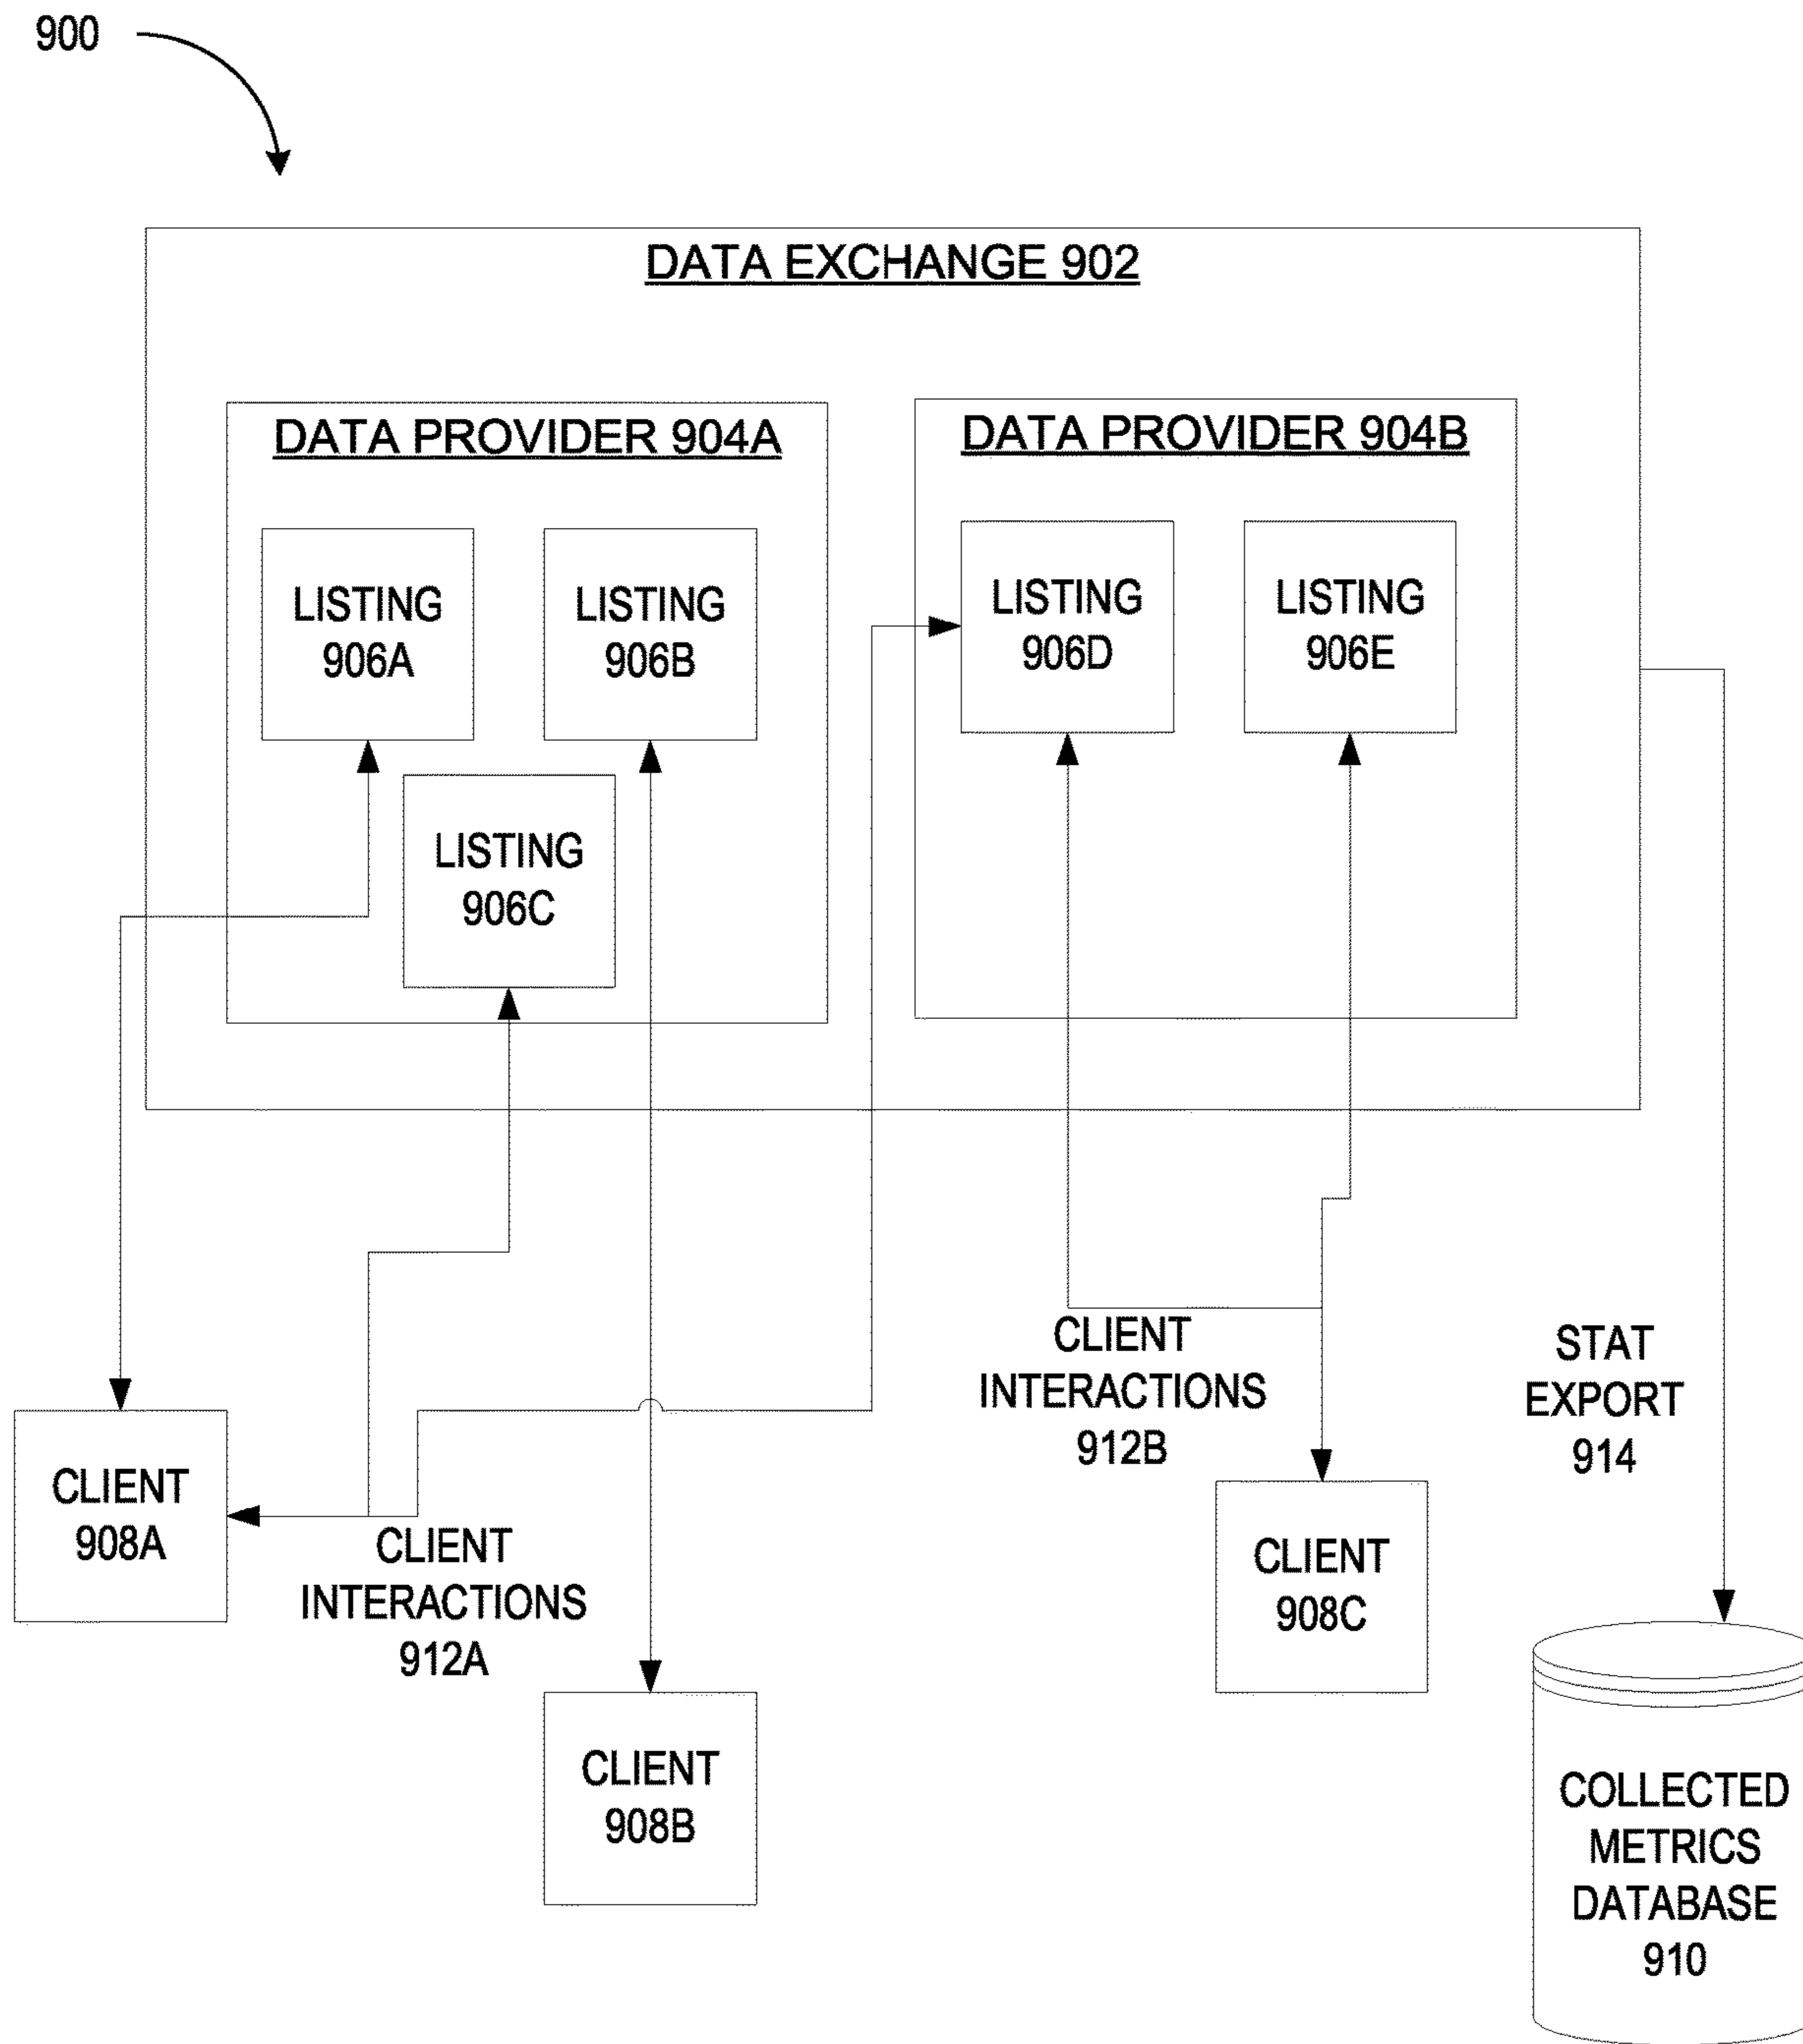 900
DATA EXCHANGE 902
DATA PROVIDER 904A
DATA PROVIDER 904B
LISTING
906A
LISTING
906B
LISTING
906C
LISTING
906D
LISTING
906E
CLIENT
INTERACTIONS
912B
STAT
EXPORT
914
CLIENT
908A
CLIENT
INTERACTIONS
912A
CLIENT
908B
CLIENT
908C
COLLECTED
METRICS
DATABASE
910